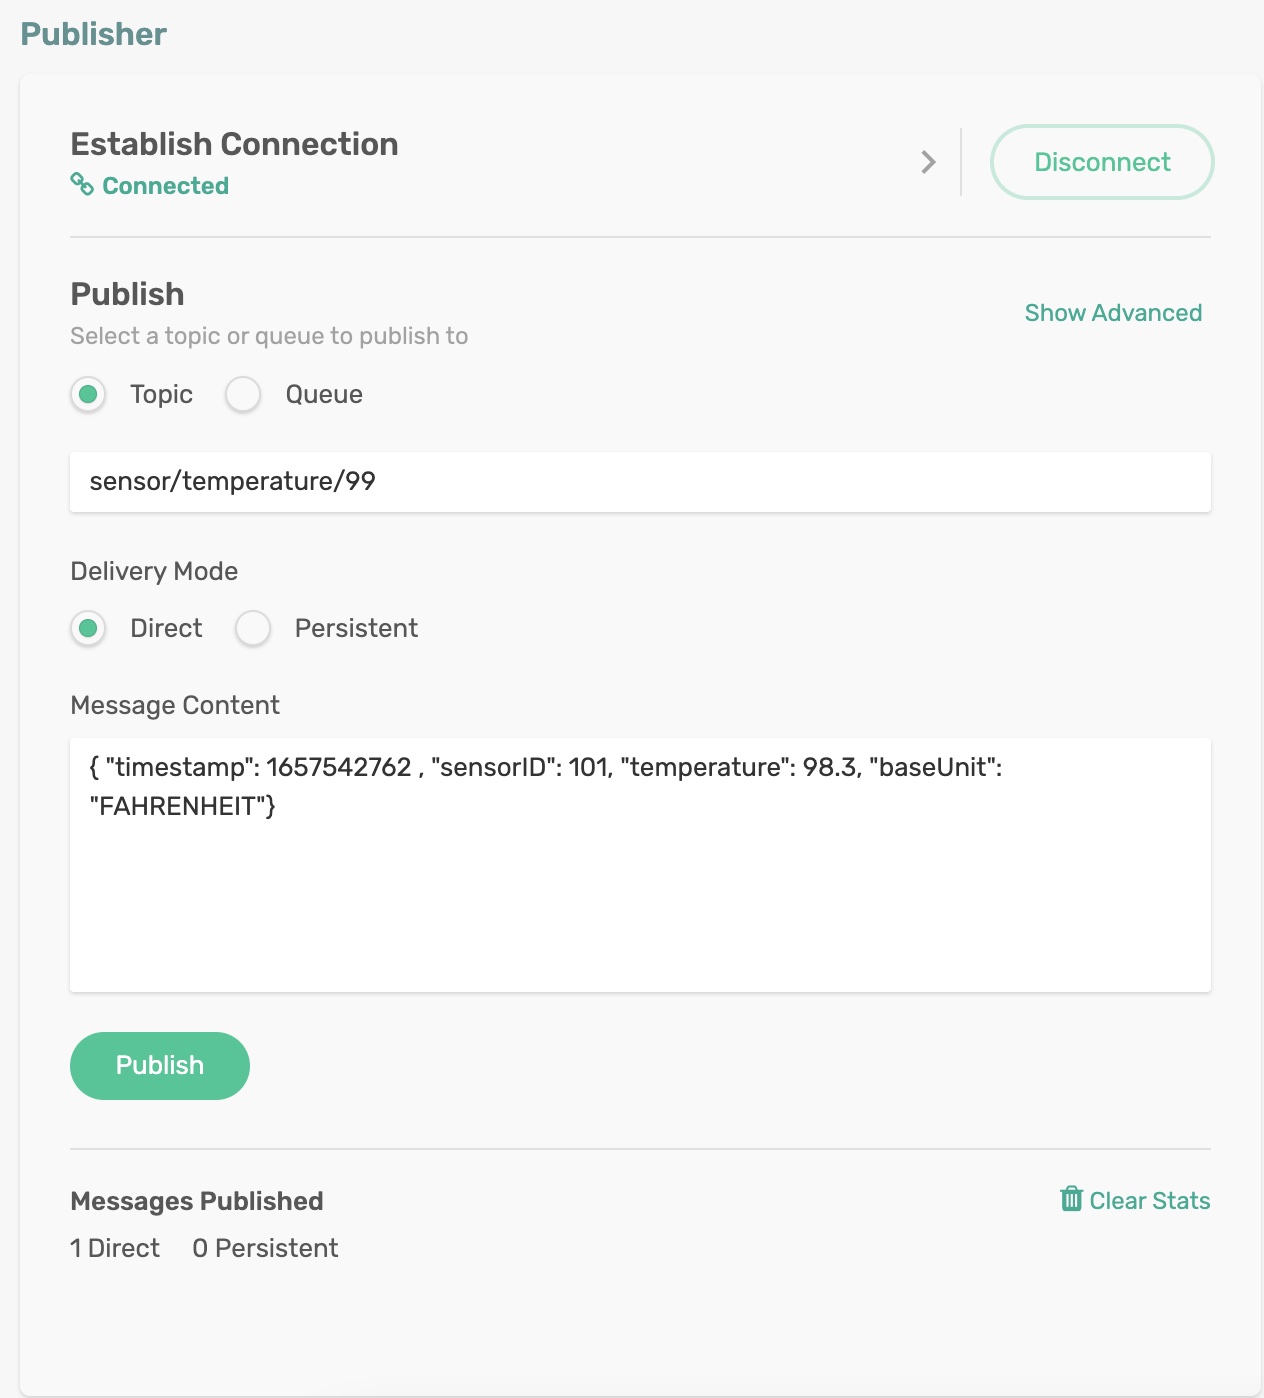 Publisher
Establish Connection
Connected
Disconnect
Publish
Show Advanced
Select a topic or queue to publish to
Topic Queue
sensor/temperature/99
Delivery Mode
Direct Persistent
Message Content
{ "timestamp": 1657542762 , "sensorID": 101, "temperature": 98.3, "baseUnit":
"FAHRENHEIT"}
Publish
Messages Published
Clear Stats
1 Direct 0 Persistent